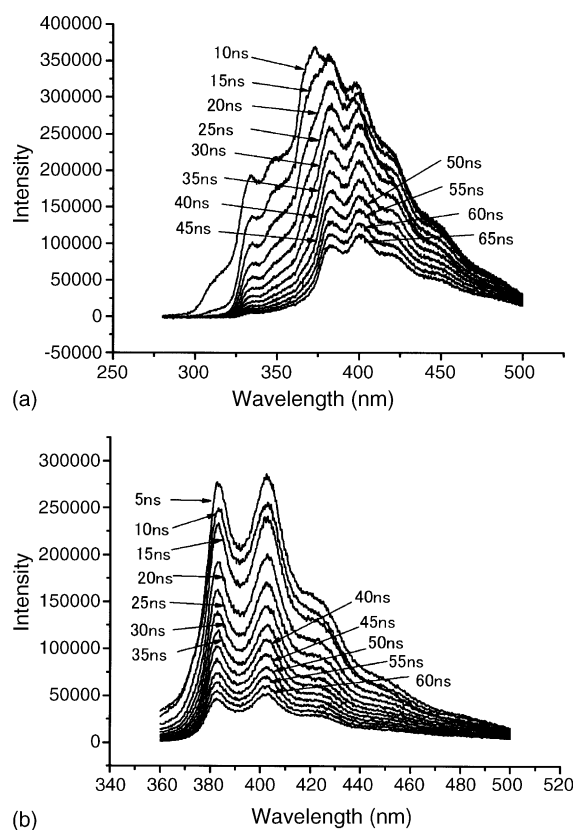 400000
350000
300000
250000
200000
150000
100000
50000
0
-50000
Intensity
10ns
15ns
20ns
25ns
30ns
35ns
40ns
45ns
50ns
55ns
60ns
65ns
250 300 350 400 450 500
(a) Wavelength (nm)
300000
250000
200000
150000
100000
50000
0
Intensity
5ns
10ns
15ns
20ns
25ns
30ns
35ns
40ns
45ns
50ns
55ns
60ns
340 360 380 400 420 440 460 480 500 520
(b) Wavelength (nm)